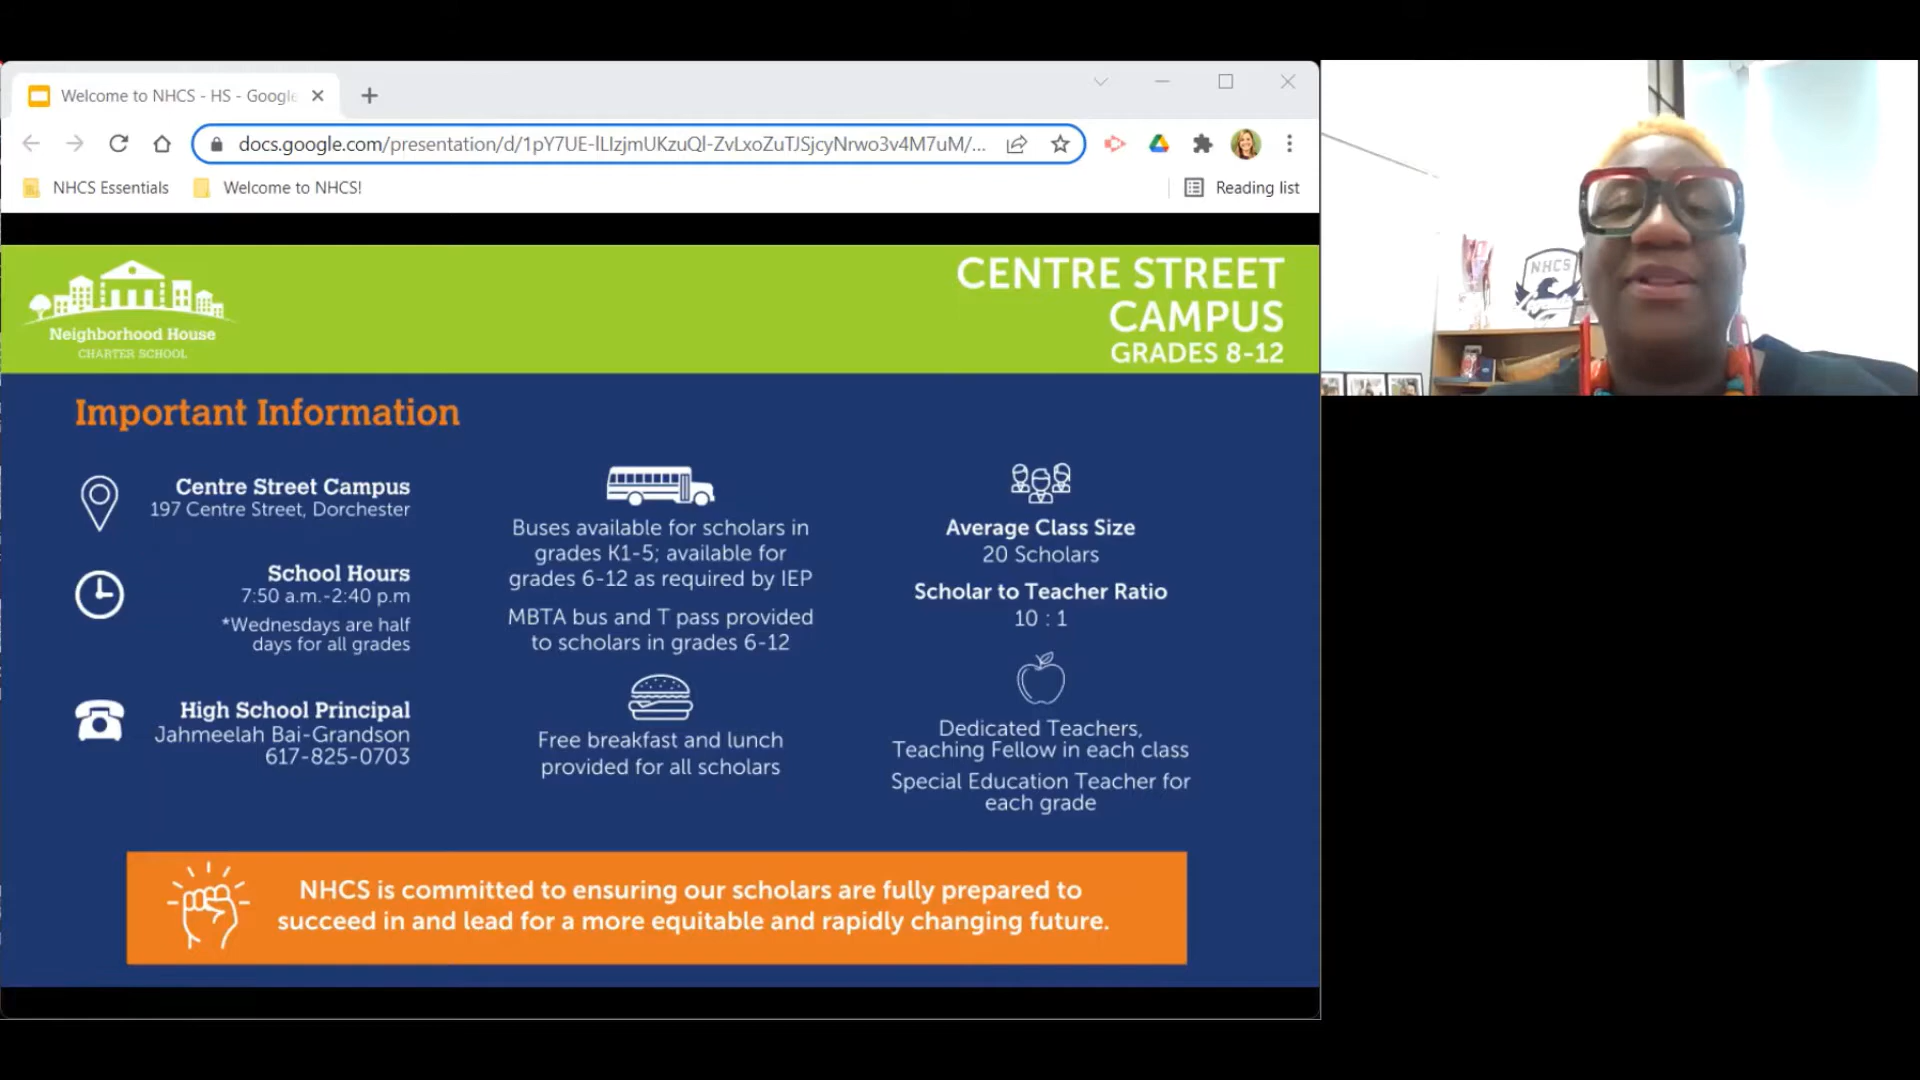 Welcome to NHCS - HS - Google
docs.google.com/presentation/d/1pY7UE-lLIzjmUKzuQl-ZvLxoZuTJSjcyNrwo3v4M7uM/...
NHCS Essentials
Welcome to NHCS!
Reading list
Neighborhood House
CHARTER SCHOOL
CENTRE STREET
CAMPUS
GRADES 8-12
Important Information
Centre Street Campus
197 Centre Street, Dorchester
School Hours
7:50 a.m.-2:40 p.m
*Wednesdays are half
days for all grades
High School Principal
Jahmeelah Bai-Grandson
617-825-0703
Buses available for scholars in
grades K1-5; available for
grades 6-12 as required by IEP
MBTA bus and T pass provided
to scholars in grades 6-12
Free breakfast and lunch
provided for all scholars
Average Class Size
20 Scholars
Scholar to Teacher Ratio
10 : 1
Dedicated Teachers,
Teaching Fellow in each class
Special Education Teacher for
each grade
NHCS is committed to ensuring our scholars are fully prepared to
succeed in and lead for a more equitable and rapidly changing future.
NHCS